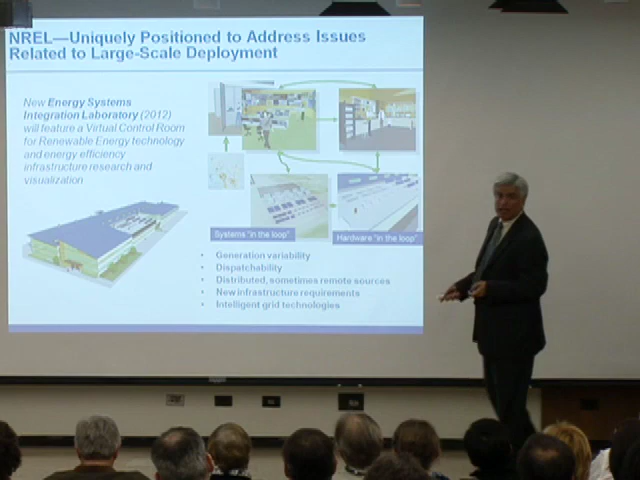 NREL—Uniquely Positioned to Address Issues
Related to Large-Scale Deployment
New Energy Systems
Integration Laboratory (2012)
will feature a Virtual Control Room
for Renewable Energy technology
and energy efficiency
infrastructure research and
visualization
Systems "in the loop"
Hardware "in the loop"
• Generation variability
• Dispatchability
• Distributed, sometimes remote sources
• New infrastructure requirements
• Intelligent grid technologies